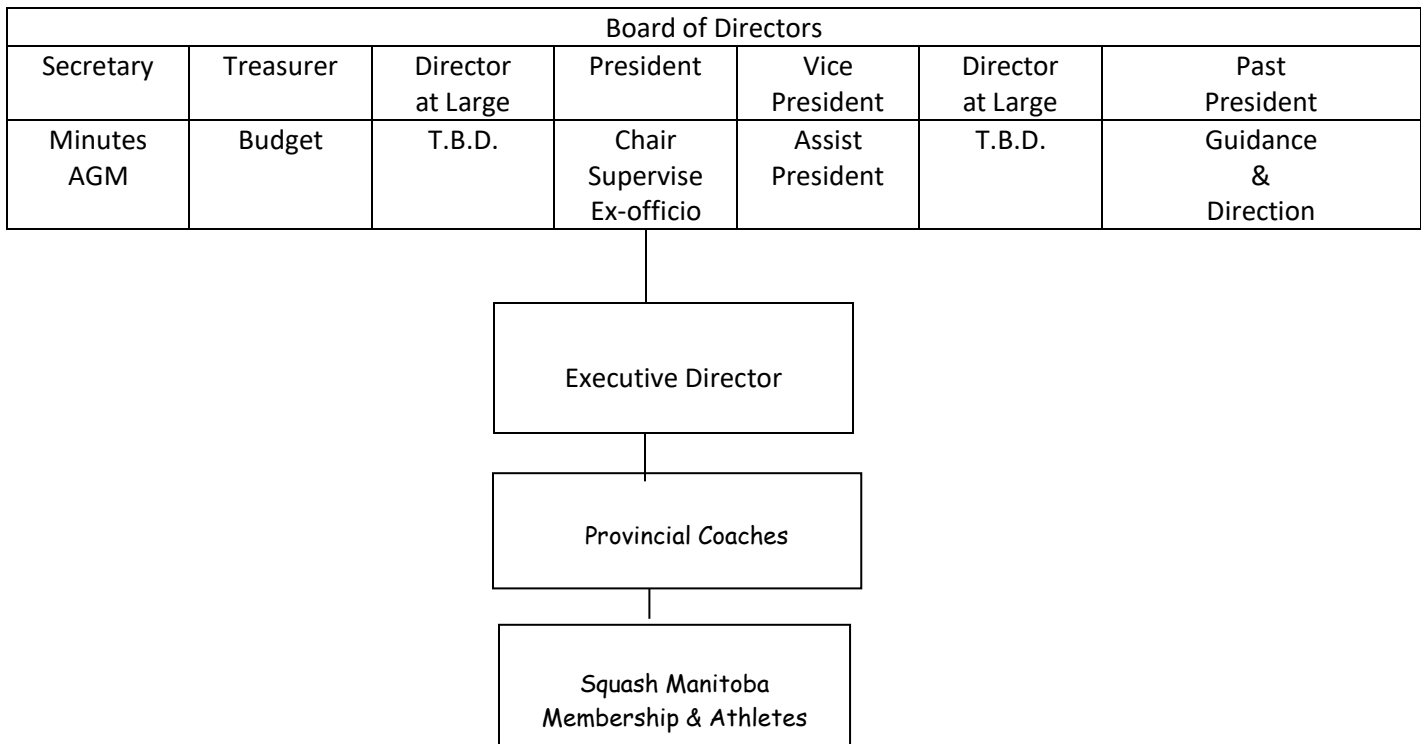 Board of Directors
Secretary Treasurer Director at Large President Vice President Director at Large Past President
Minutes AGM Budget T.B.D. Chair Supervise Ex-officio Assist President T.B.D. Guidance & Direction
Executive Director
Provincial Coaches
Squash Manitoba
Membership & Athletes